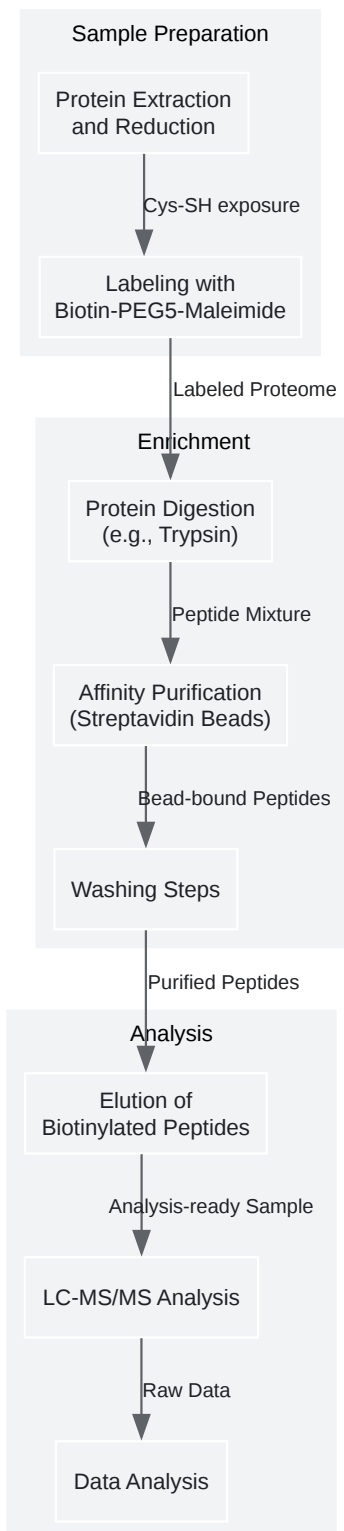 Sample Preparation
Protein Extraction
and Reduction
Cys-SH exposure
Labeling with
Biotin-PEG5-Maleimide
Labeled Proteome
Enrichment
Protein Digestion
(e.g., Trypsin)
Peptide Mixture
Affinity Purification
(Streptavidin Beads)
Bead-bound Peptides
Washing Steps
Purified Peptides
Analysis
Elution of
Biotinylated Peptides
Analysis-ready Sample
LC-MS/MS Analysis
Raw Data
Data Analysis